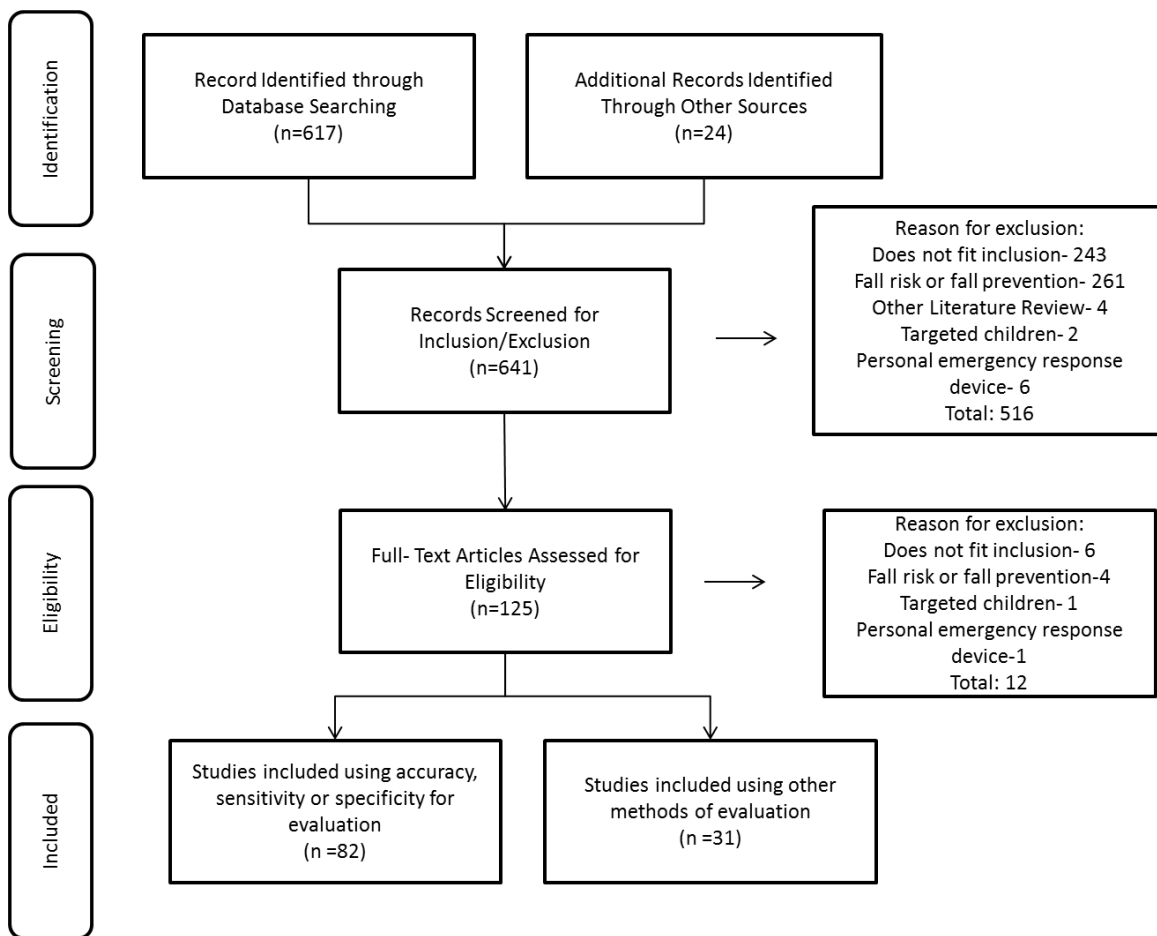 Identification
Record Identified through
Database Searching
(n=617)
Additional Records Identified
Through Other Sources
(n=24)
Screening
Records Screened for
Inclusion/Exclusion
(n=641)
Reason for exclusion:
Does not fit inclusion- 243
Fall risk or fall prevention- 261
Other Literature Review- 4
Targeted children- 2
Personal emergency response
device- 6
Total: 516
Eligibility
Full- Text Articles Assessed for
Eligibility
(n=125)
Reason for exclusion:
Does not fit inclusion- 6
Fall risk or fall prevention-4
Targeted children- 1
Personal emergency response
device-1
Total: 12
Included
Studies included using accuracy,
sensitivity or specificity for
evaluation
(n =82)
Studies included using other
methods of evaluation
(n =31)